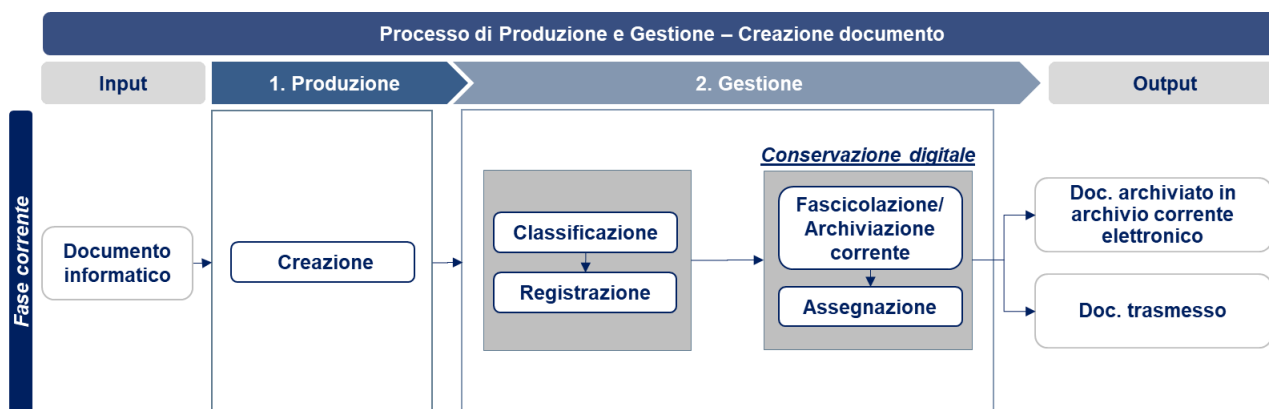 Processo di Produzione e Gestione – Creazione documento
Input
1. Produzione
2. Gestione
Output
Fase corrente
Documento
informatico
Creazione
Classificazione
Registrazione
Conservazione digitale
Fascicolazione/
Archiviazione
corrente
Assegnazione
Doc. archiviato in
archivio corrente
elettronico
Doc. trasmesso